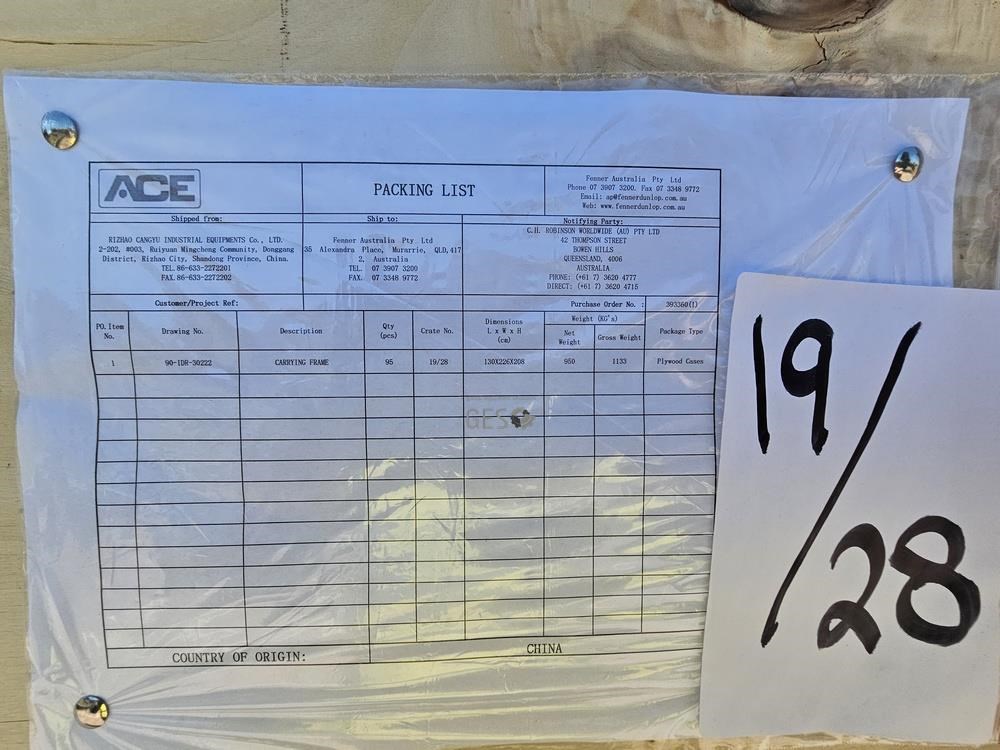 ACE
PACKING LIST
Fenner Australia Pty Ltd
Phone 07 3907 3200. Fax 07 3348 9772
Email: ap@fennerdunlop.com.au
Web: www.fennerdunlop.com.au
Shipped from:
Ship to:
Notifying Party:
RIZHAO CANGYU INDUSTRIAL EQUIPMENTS Co., LTD.
2-202, #003, Ruiyuan Mingcheng Community, Donggang
District, Rizhao City, Shandong Province, China.
TEL.86-633-2272201
FAX.86-633-2272202
Fenner Australia Pty Ltd
35 Alexandra Place, Murarrie, QLD,417
2, Australia
TEL. 07 3907 3200
FAX. 07 3348 9772
C.H. ROBINSON WORLDWIDE (AU) PTY LTD
42 THOMPSON STREET
BOWEN HILLS
QUEENSLAND, 4006
AUSTRALIA
PHONE: (+61 7) 3620 4777
DIRECT: (+61 7) 3620 4715
Customer/Project Ref:
Purchase Order No. :
393360(1)
PO.Item
No.
Drawing No.
Description
Qty
(pcs)
Crate No.
Dimensions
L x W x H
(cm)
Weight (KG's)
Net
Weight
Gross Weight
Package Type
1
90-IDR-30222
CARRYING FRAME
95
19/28
130X226X208
950
1133
Plywood Cases
GES
COUNTRY OF ORIGIN:
CHINA
19/28